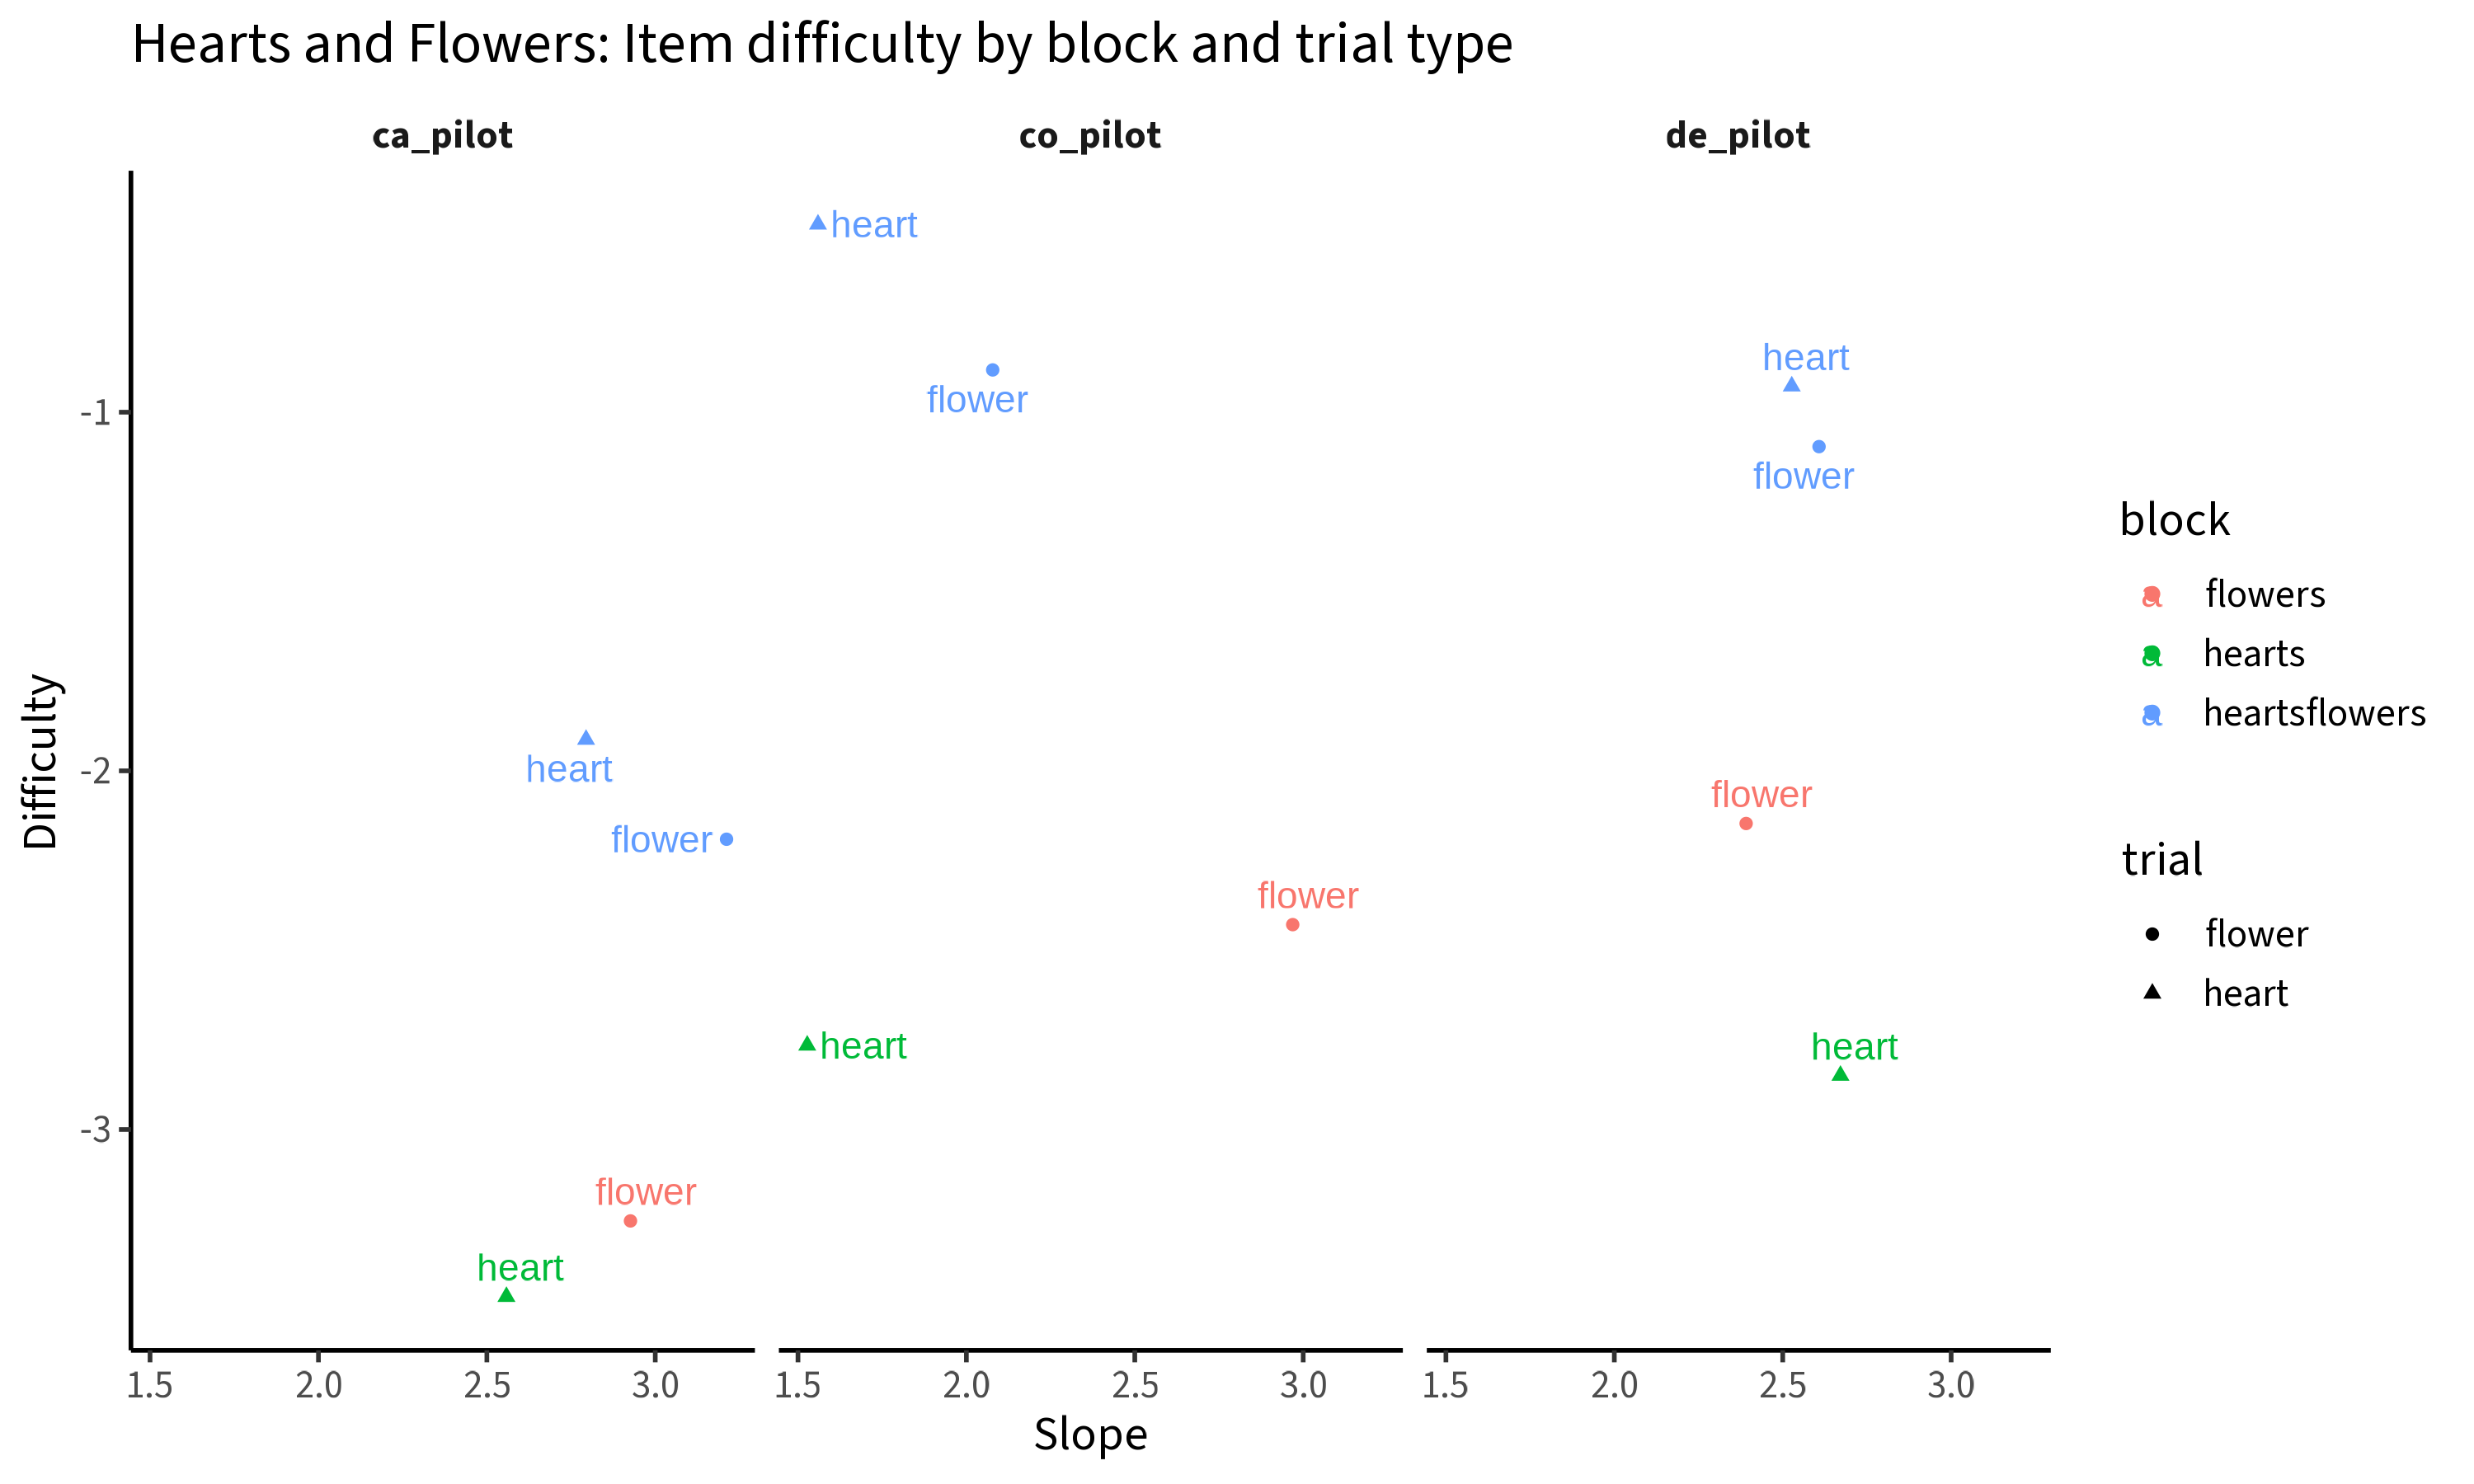 Hearts and Flowers: Item difficulty by block and trial type
ca_pilot
co_pilot
de_pilot
Difficulty
-1
-2
-3
heart
flower
flower
heart
heart
flower
heart
flower
heart
flower
flower
heart
1.5 2.0 2.5 3.0
1.5 2.0 2.5 3.0
1.5 2.0 2.5 3.0
Slope
block
a flowers
a hearts
a heartsflowers
trial
flower
heart